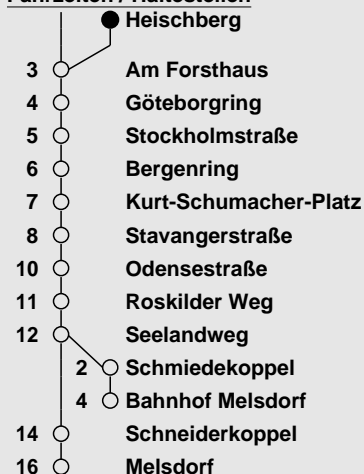 Fahrzeiten / Haltestellen
Heischberg
3 Am Forsthaus
4 Göteborgring
5 Stockholmstraße
6 Bergenring
7 Kurt-Schumacher-Platz
8 Stavangerstraße
10 Odensestraße
11 Roskilder Weg
12 Seelandweg
2 Schmiedekoppel
4 Bahnhof Melsdorf
14 Schneiderkoppel
16 Melsdorf